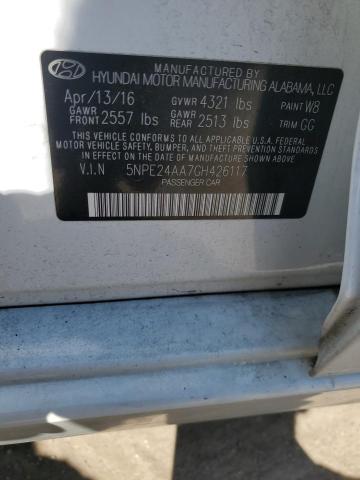 MANUFACTURED BY
HYUNDAI MOTOR MANUFACTURING ALABAMA, LLC
Apr/13/16 GVWR 4321 lbs PAINT W8
GAWR FRONT 2557 lbs GAWR REAR 2513 lbs TRIM GG
THIS VEHICLE CONFORMS TO ALL APPLICABLE U.S.A. FEDERAL
MOTOR VEHICLE SAFETY, BUMPER, AND THEFT PREVENTION
STANDARDS IN EFFECT ON THE DATE OF MANUFACTURE SHOWN ABOVE.
V.I.N 5NPE24AA7GH426117
PASSENGER CAR